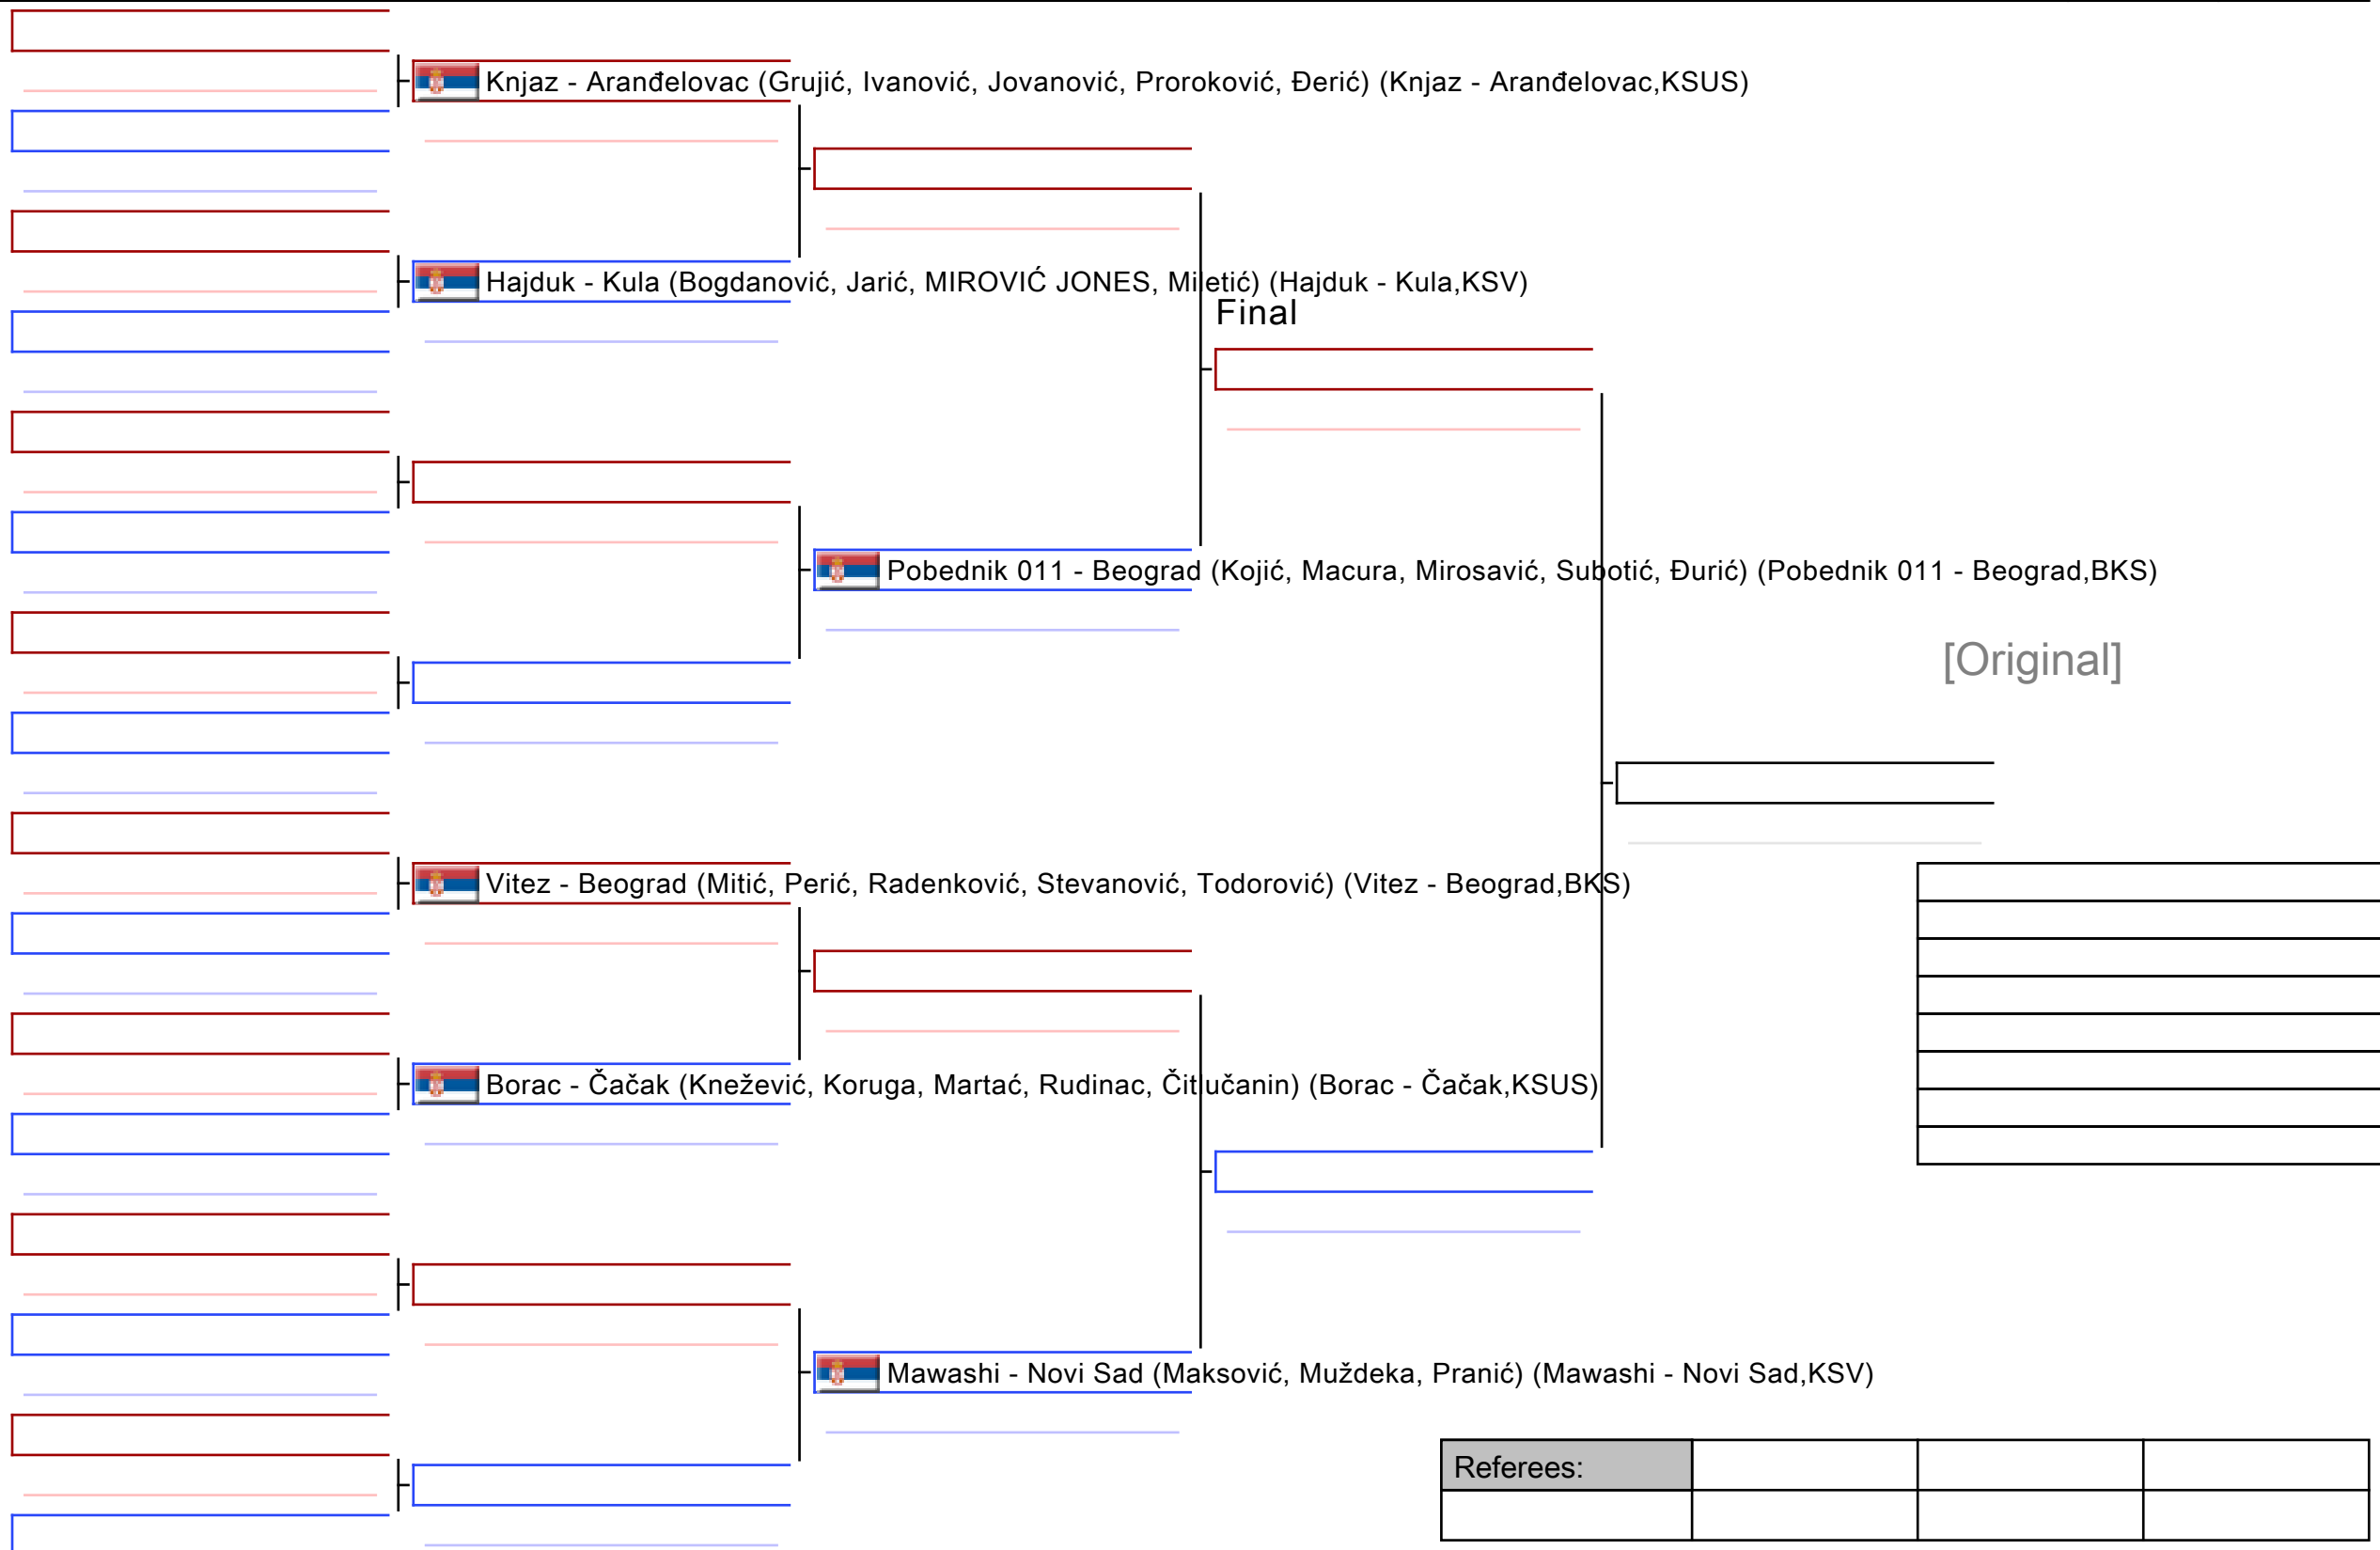 Knjaz - Aranđelovac (Grujić, Ivanović, Jovanović, Proroković, Đerić) (Knjaz - Aranđelovac,KSUS)
Hajduk - Kula (Bogdanović, Jarić, MIROVIĆ JONES, Miletić) (Hajduk - Kula,KSV)
Final
Pobednik 011 - Beograd (Kojić, Macura, Mirosavić, Subotić, Đurić) (Pobednik 011 - Beograd,BKS)
[Original]
Vitez - Beograd (Mitić, Perić, Radenković, Stevanović, Todorović) (Vitez - Beograd,BKS)
Borac - Čačak (Knežević, Koruga, Martać, Rudinac, Čitlučanin) (Borac - Čačak,KSUS)
Mawashi - Novi Sad (Maksović, Muždeka, Pranić) (Mawashi - Novi Sad,KSV)
Referees: